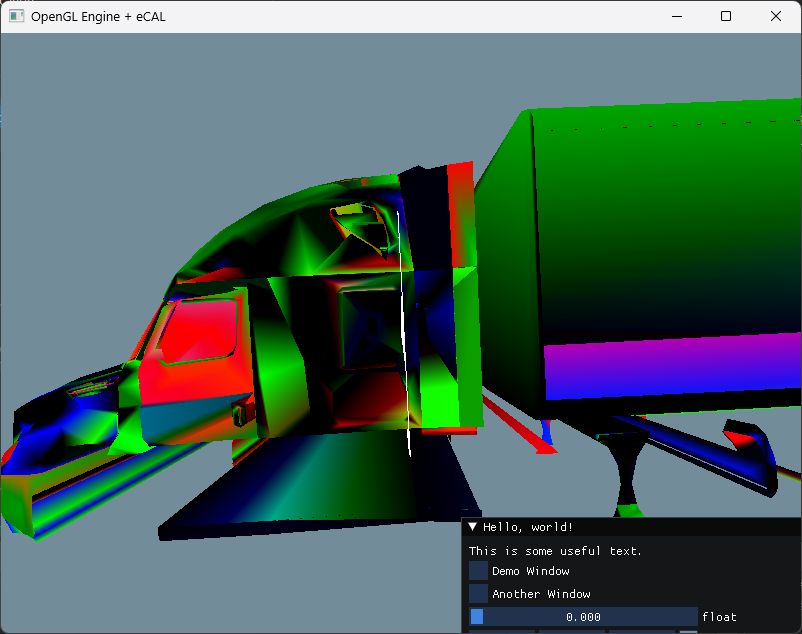 OpenGL Engine + eCAL
Hello, world!
This is some useful text.
Demo Window
Another Window
0.000 float